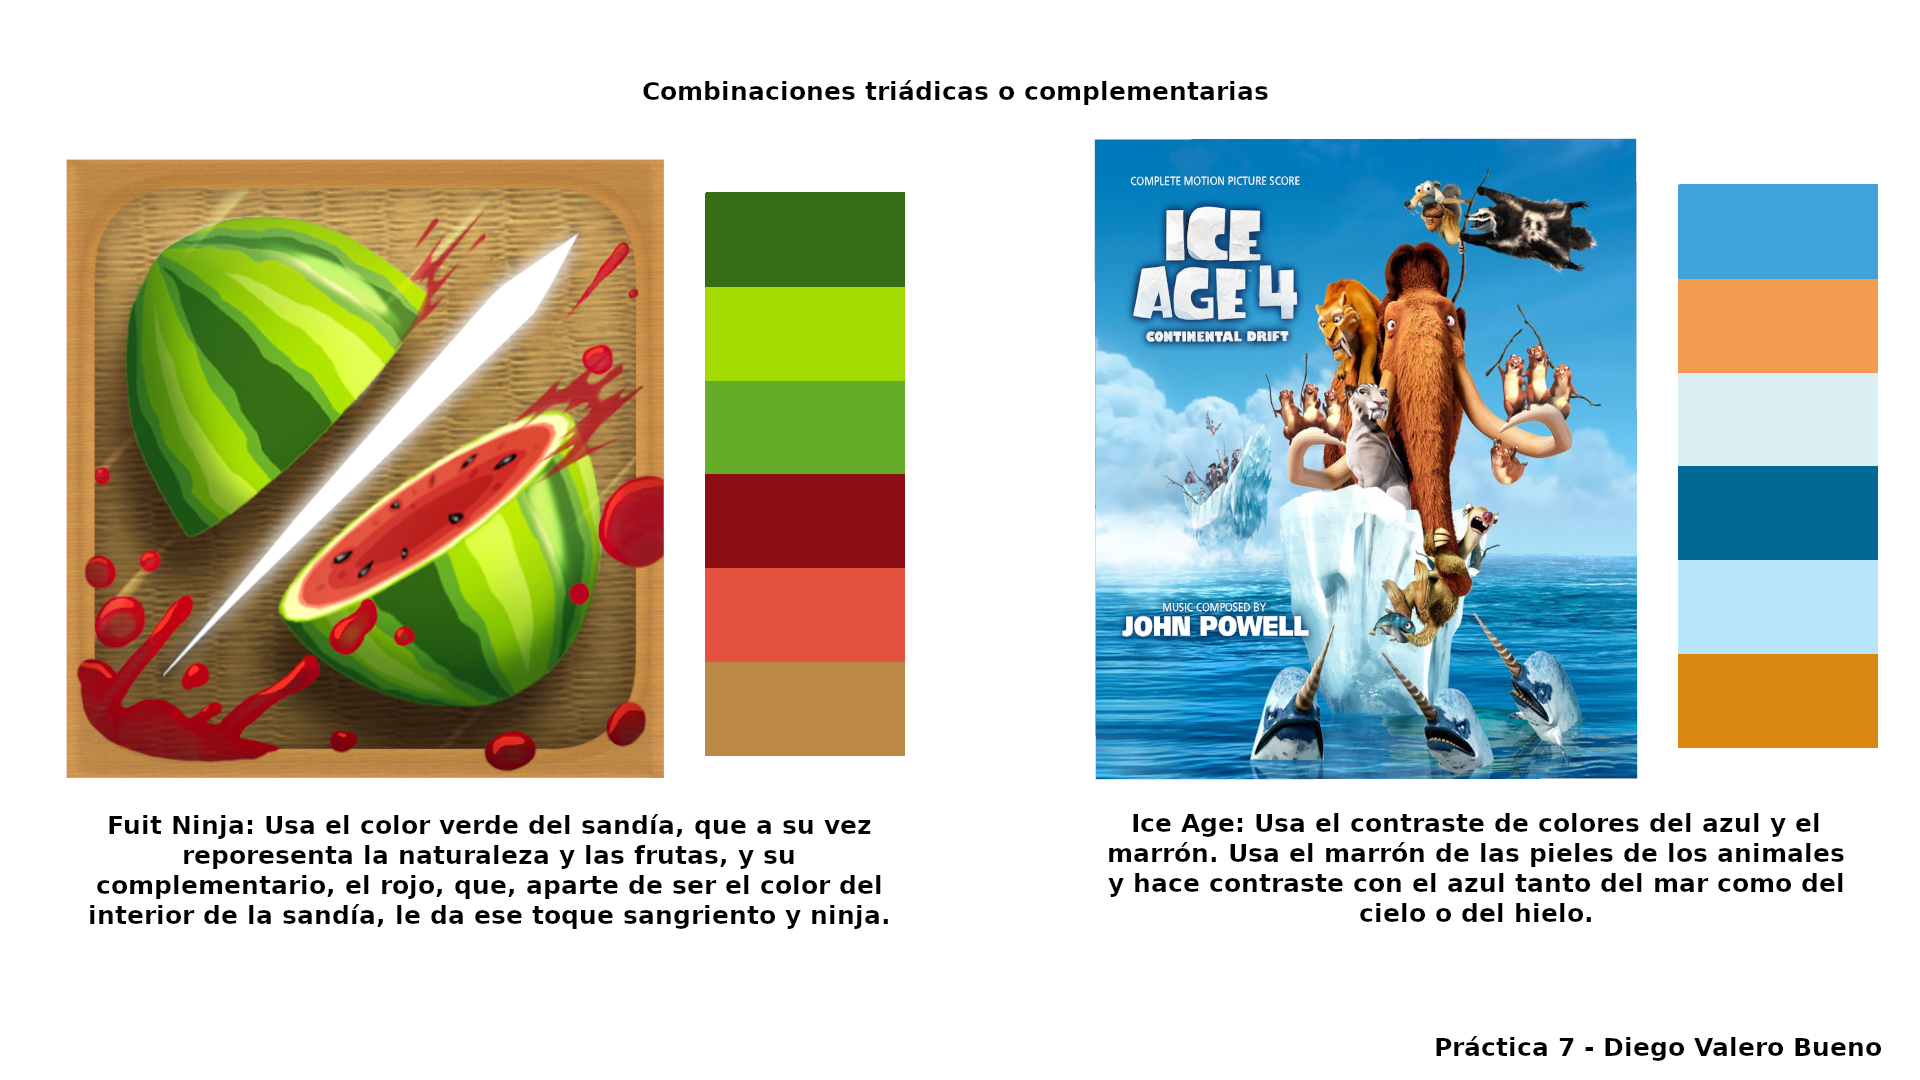 Combinaciones triádicas o complementarias
COMPLETE MOTION PICTURE SCORE
ICE
AGE 4
CONTINENTAL DRIFT
MUSIC COMPOSED BY
JOHN POWELL
Fuit Ninja: Usa el color verde del sandía, que a su vez
reporesenta la naturaleza y las frutas, y su
complementario, el rojo, que, aparte de ser el color del
interior de la sandía, le da ese toque sangriento y ninja.
Ice Age: Usa el contraste de colores del azul y el
marrón. Usa el marrón de las pieles de los animales
y hace contraste con el azul tanto del mar como del
cielo o del hielo.
Práctica 7 - Diego Valero Bueno